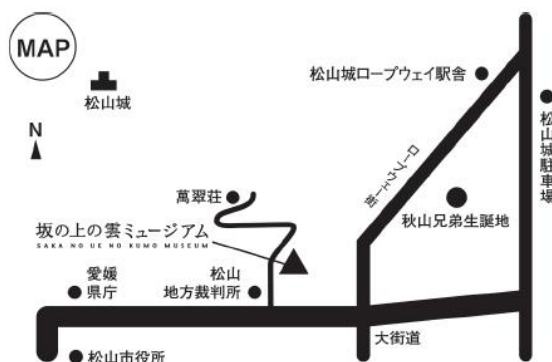 MAP
松山城
N
松山城ロープウェイ駅舎
松山城駐車場
ロープウェー街
萬翠荘
秋山兄弟生誕地
坂の上の雲ミュージアム
SAKA NO UE NO KUMO MUSEUM
愛媛
県庁
松山
地方裁判所
大街道
松山市役所